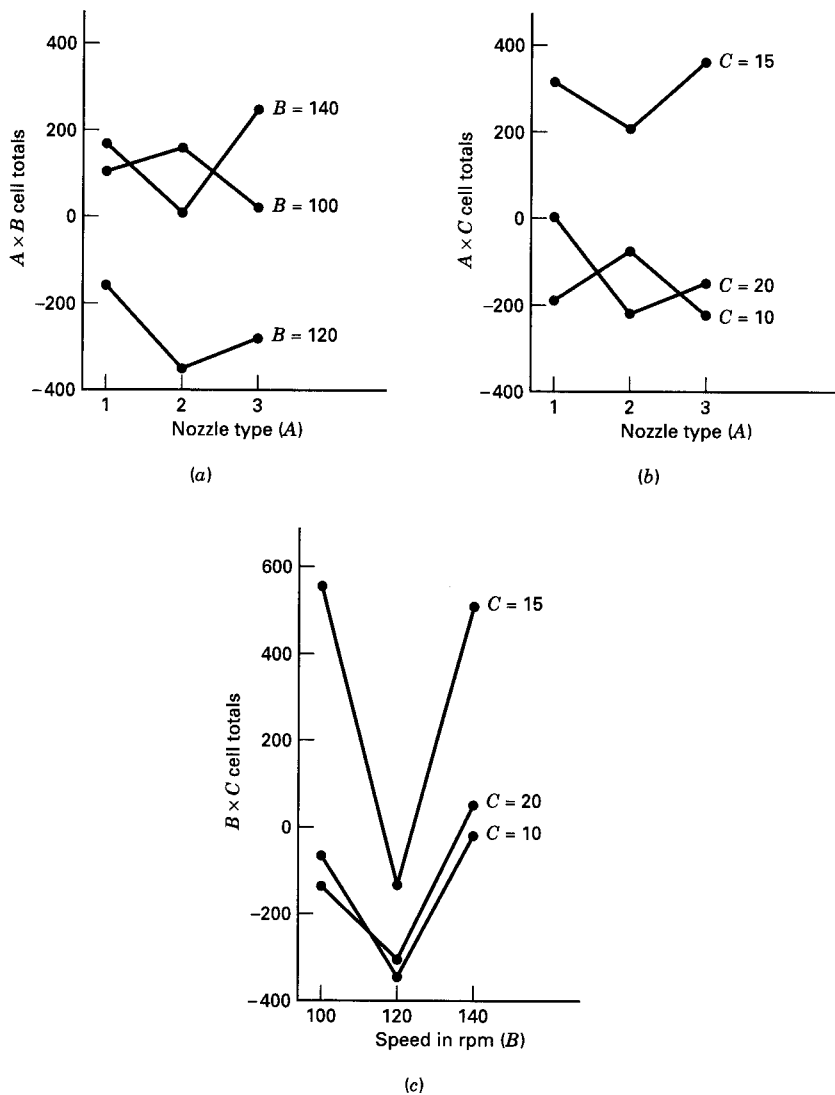 400
200
0
−200
−400
A × B cell totals
B = 140
B = 100
B = 120
1 2 3
Nozzle type (A)
(a)
400
200
0
−200
−400
A × C cell totals
C = 15
C = 20
C = 10
1 2 3
Nozzle type (A)
(b)
600
400
200
0
−200
−400
B × C cell totals
C = 15
C = 20
C = 10
100 120 140
Speed in rpm (B)
(c)